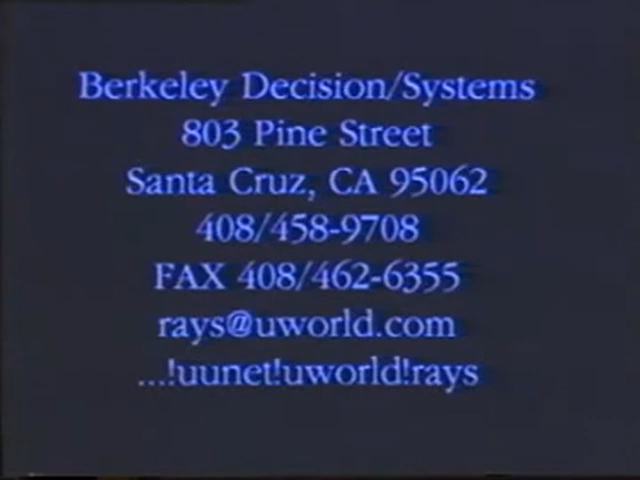 Berkeley Decision/Systems
803 Pine Street
Santa Cruz, CA 95062
408/458-9708
FAX 408/462-6355
rays@uworld.com
...!uunet!uworld!rays